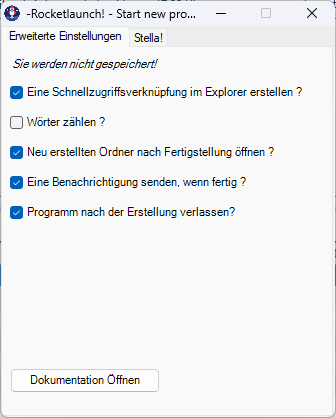 -Rocketlaunch! - Start new pro...
Erweiterte Einstellungen
Stella!
Sie werden nicht gespeichert!
Eine Schnellzugriffsverknüpfung im Explorer erstellen ?
Wörter zählen ?
Neu erstellten Ordner nach Fertigstellung öffnen ?
Eine Benachrichtigung senden, wenn fertig ?
Programm nach der Erstellung verlassen?
Dokumentation Öffnen